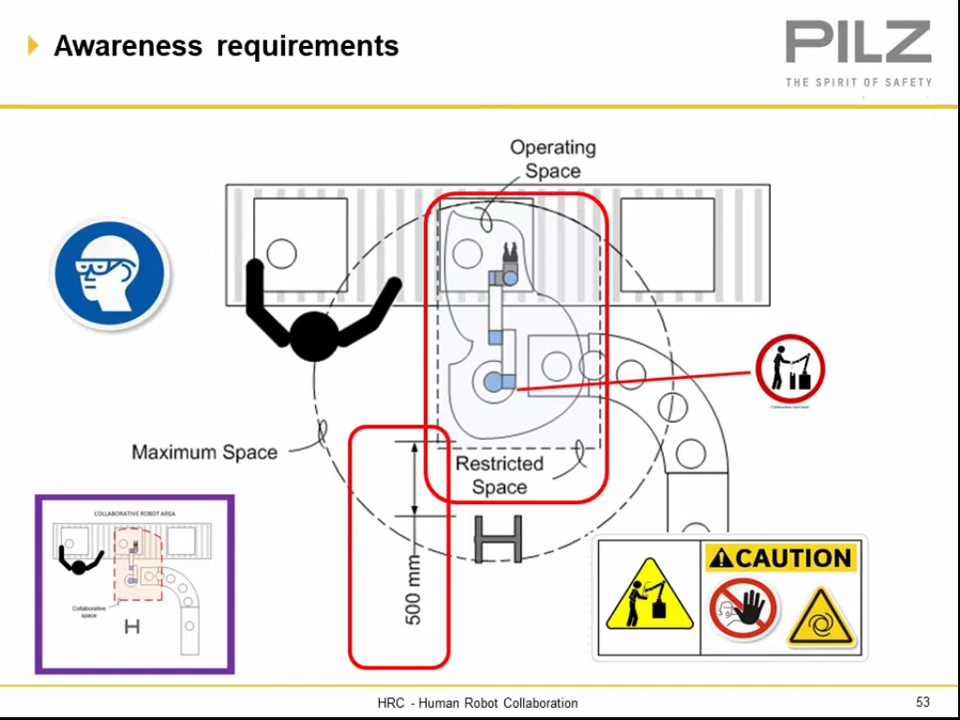 Awareness requirements
PILZ
THE SPIRIT OF SAFETY
Operating
Space
Maximum Space
Restricted
Space
500 mm
COLLABORATIVE ROBOT AREA
Collaborative
space
CAUTION
HRC - Human Robot Collaboration
53